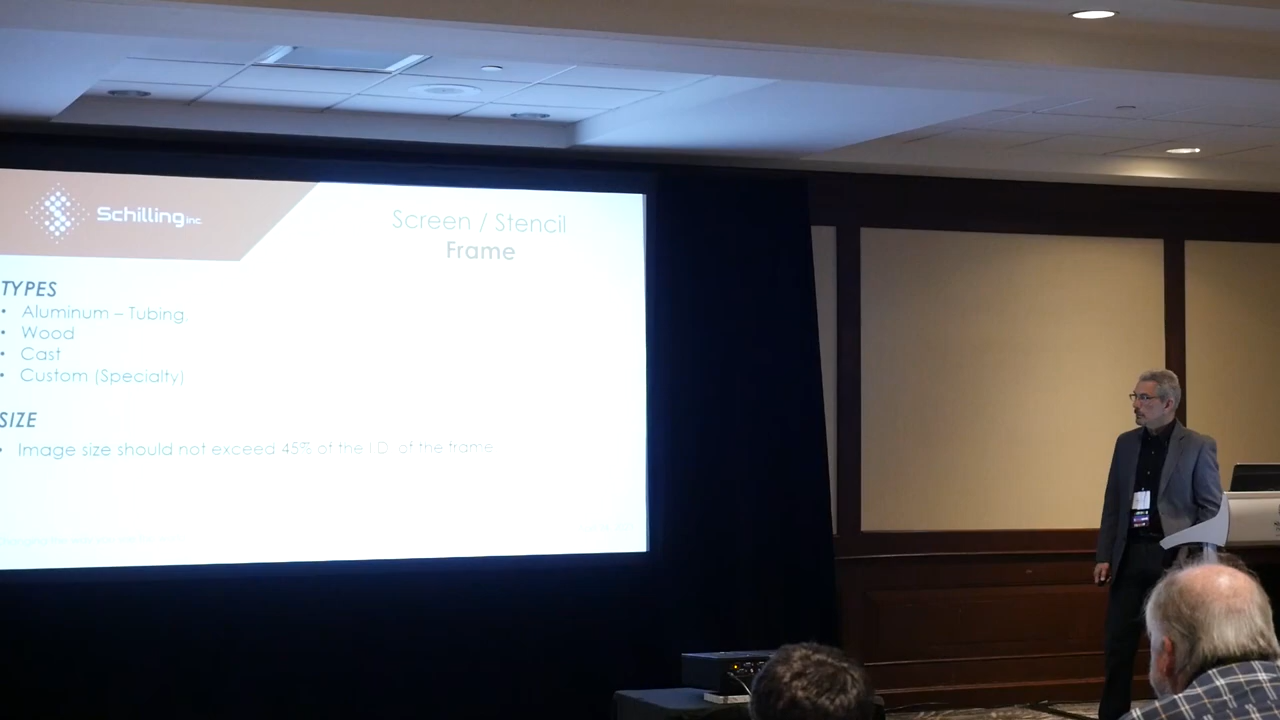 Schilling inc.
Screen / Stencil
Frame
TYPES
• Aluminum – Tubing
• Wood
• Cast
• Custom (Specialty)
SIZE
• Image size should not exceed 45% of the I.D. of the frame